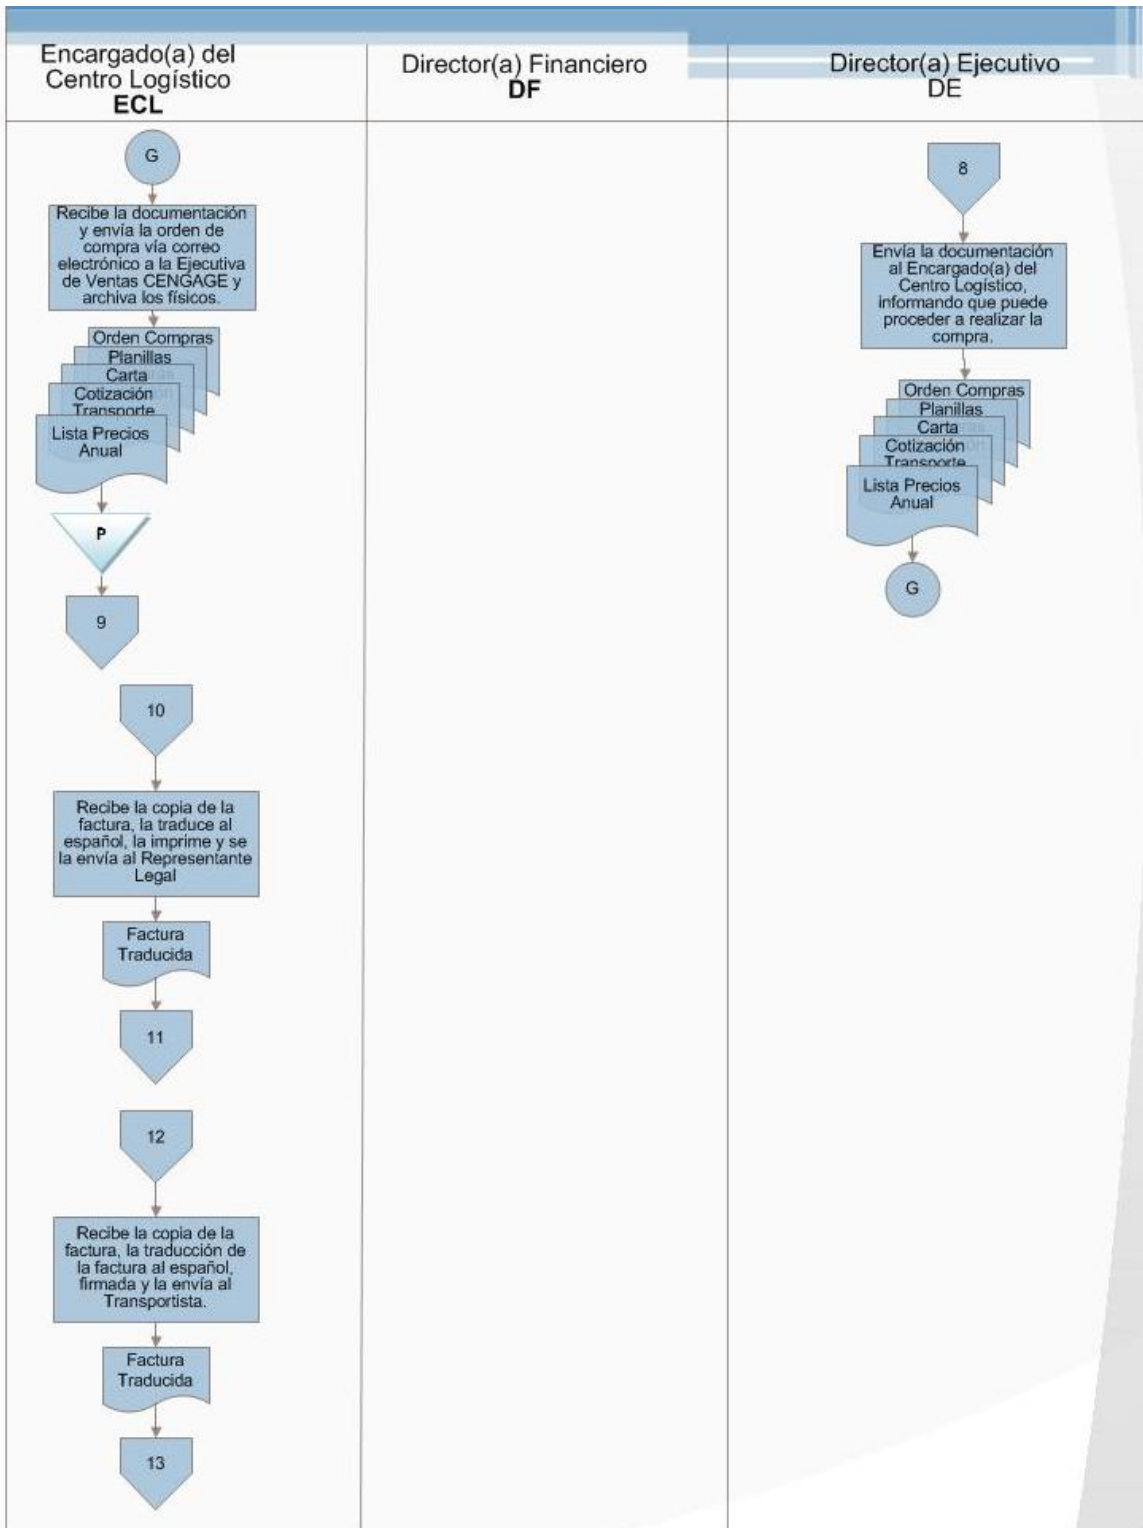 Encargado(a) del
Centro Logístico
ECL
Director(a) Financiero
DF
Director(a) Ejecutivo
DE
G
Recibe la documentación
y envía la orden de
compra vía correo
electrónico a la Ejecutiva
de Ventas CENGAGE y
archiva los físicos.
Orden Compras
Planillas
Carta
Cotización
Transporte
Lista Precios
Anual
P
9
10
Recibe la copia de la
factura, la traduce al
español, la imprime y se
la envía al Representante
Legal
Factura
Traducida
11
12
Recibe la copia de la
factura, la traducción de
la factura al español,
firmada y la envía al
Transportista.
Factura
Traducida
13
8
Envía la documentación
al Encargado(a) del
Centro Logístico,
informando que puede
proceder a realizar la
compra.
Orden Compras
Planillas
Carta
Cotización
Transporte
Lista Precios
Anual
G